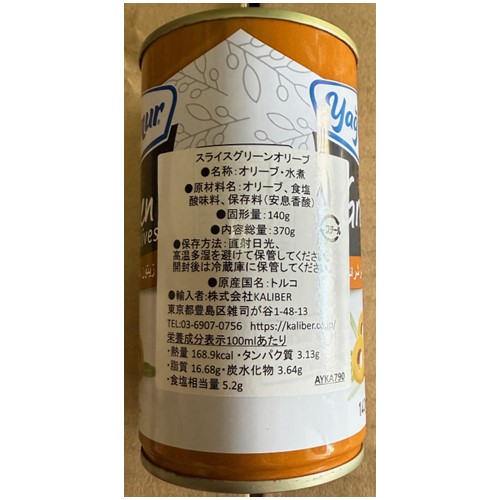 スライスグリーンオリーブ
●名称:オリーブ・水煮
●原材料名:オリーブ、食塩
酸味料、保存料(安息香酸)
●固形量:140g
●内容総量:370g
●保存方法:直射日光、
高温多湿を避けて保管してください
開封後は冷蔵庫に保管してください
●原産国名:トルコ
●輸入者:株式会社KALIBER
東京都豊島区雑司が谷1-48-13
TEL:03-6907-0756 https://kaliber.co.jp/
栄養成分表示100mlあたり
・熱量 168.9kcal ・タンパク質 3.13g
・脂質 16.68g・炭水化物 3.64g
・食塩相当量 5.2g
AYKA790
スチール
ur
Yag
en
ives